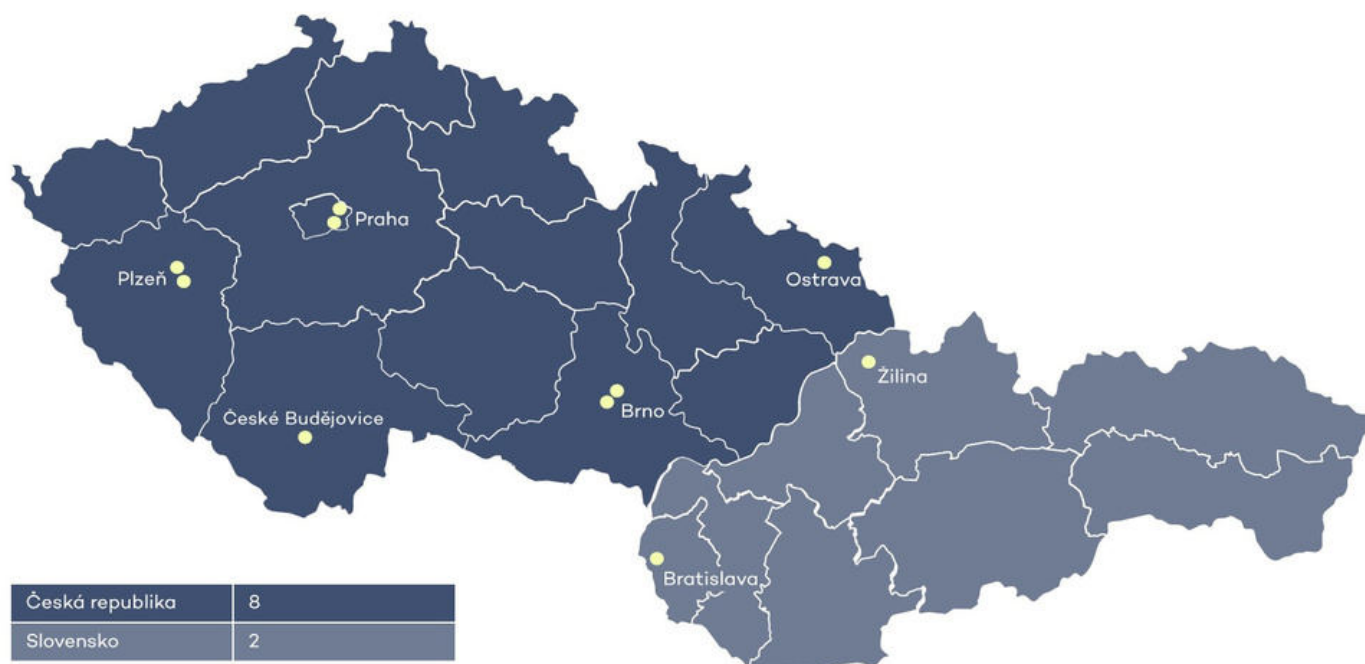 Praha
Plzeň
Ostrava
Žilina
České Budějovice
Brno
Bratislava
Česká republika 8
Slovensko 2